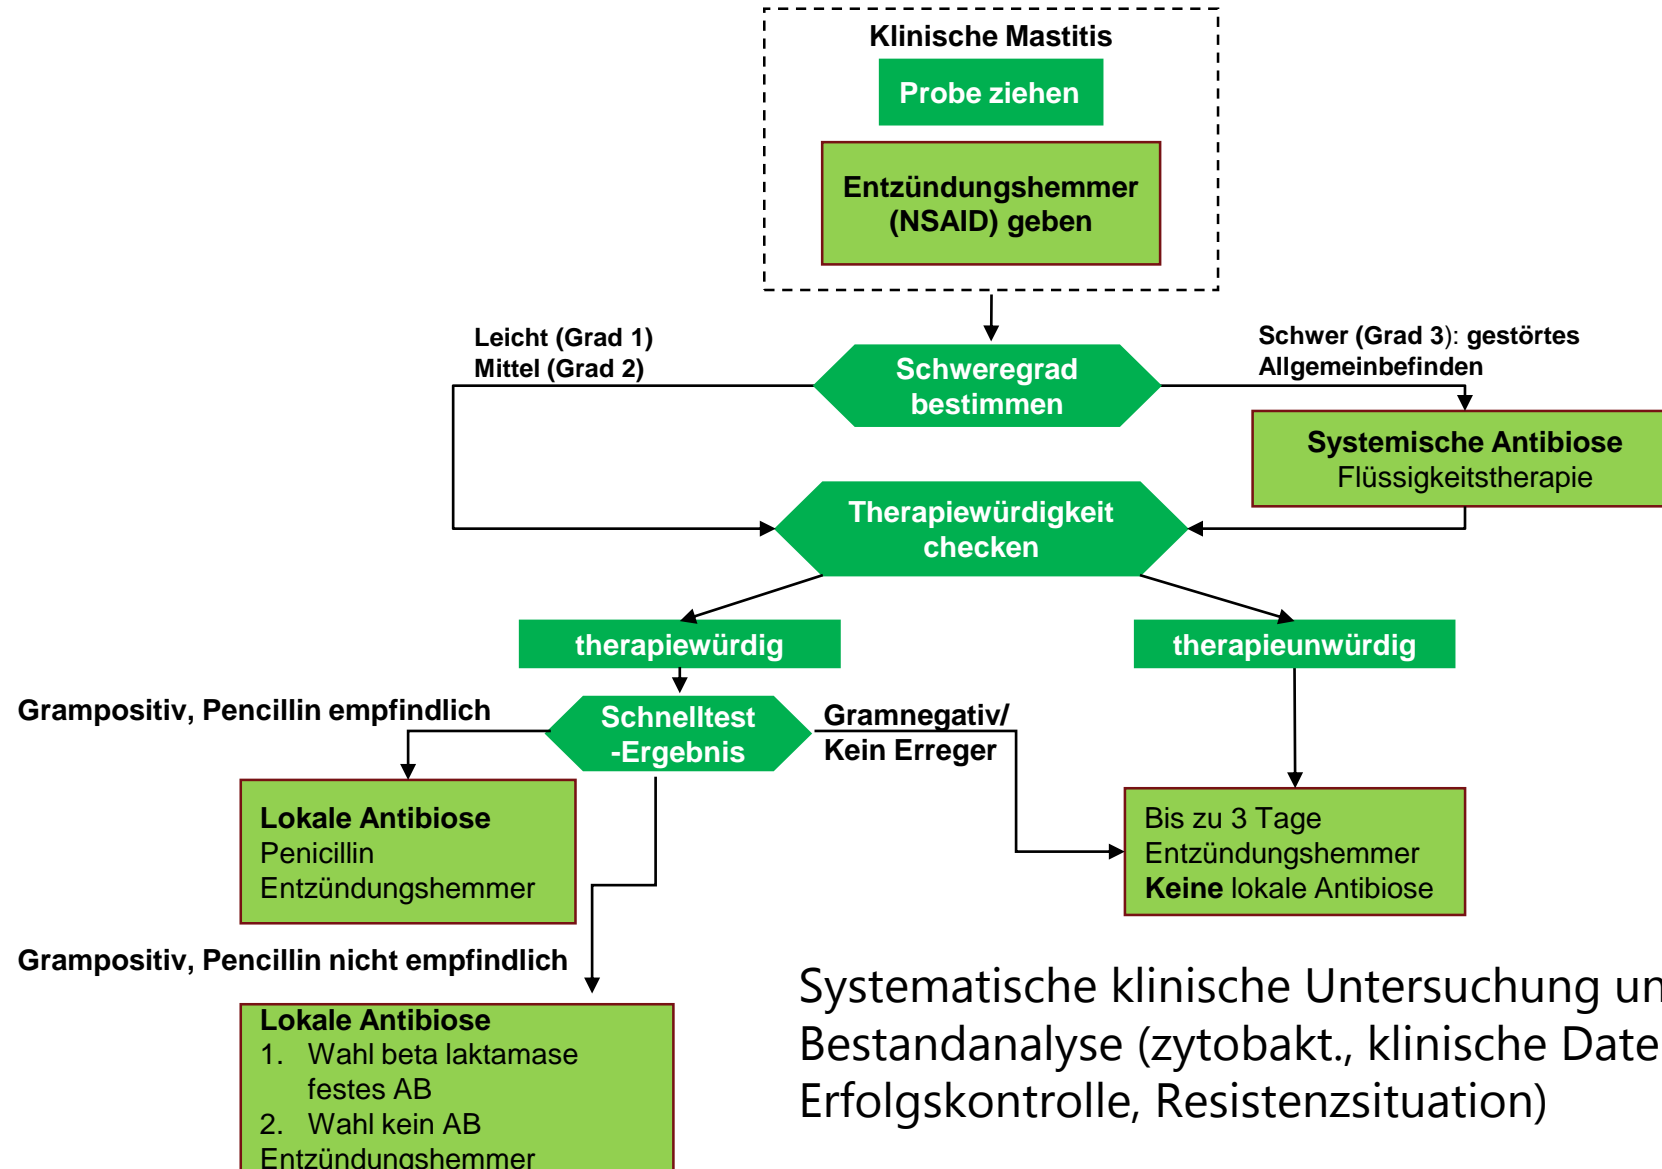 Klinische Mastitis
Probe ziehen
Entzündungshemmer
(NSAID) geben
Leicht (Grad 1)
Mittel (Grad 2)
Schweregrad
bestimmen
Schwer (Grad 3): gestörtes
Allgemeinbefinden
Systemische Antibiose
Flüssigkeitstherapie
Therapiewürdigkeit
checken
therapiewürdig
therapieunwürdig
Grampositiv, Pencillin empfindlich
Schnelltest
-Ergebnis
Gramnegativ/
Kein Erreger
Lokale Antibiose
Penicillin
Entzündungshemmer
Bis zu 3 Tage
Entzündungshemmer
Keine lokale Antibiose
Grampositiv, Pencillin nicht empfindlich
Lokale Antibiose
1. Wahl beta laktamase
festes AB
2. Wahl kein AB
Entzündungshemmer
Systematische klinische Untersuchung un
Bestandanalyse (zytobakt., klinische Date
Erfolgskontrolle, Resistenzsituation)